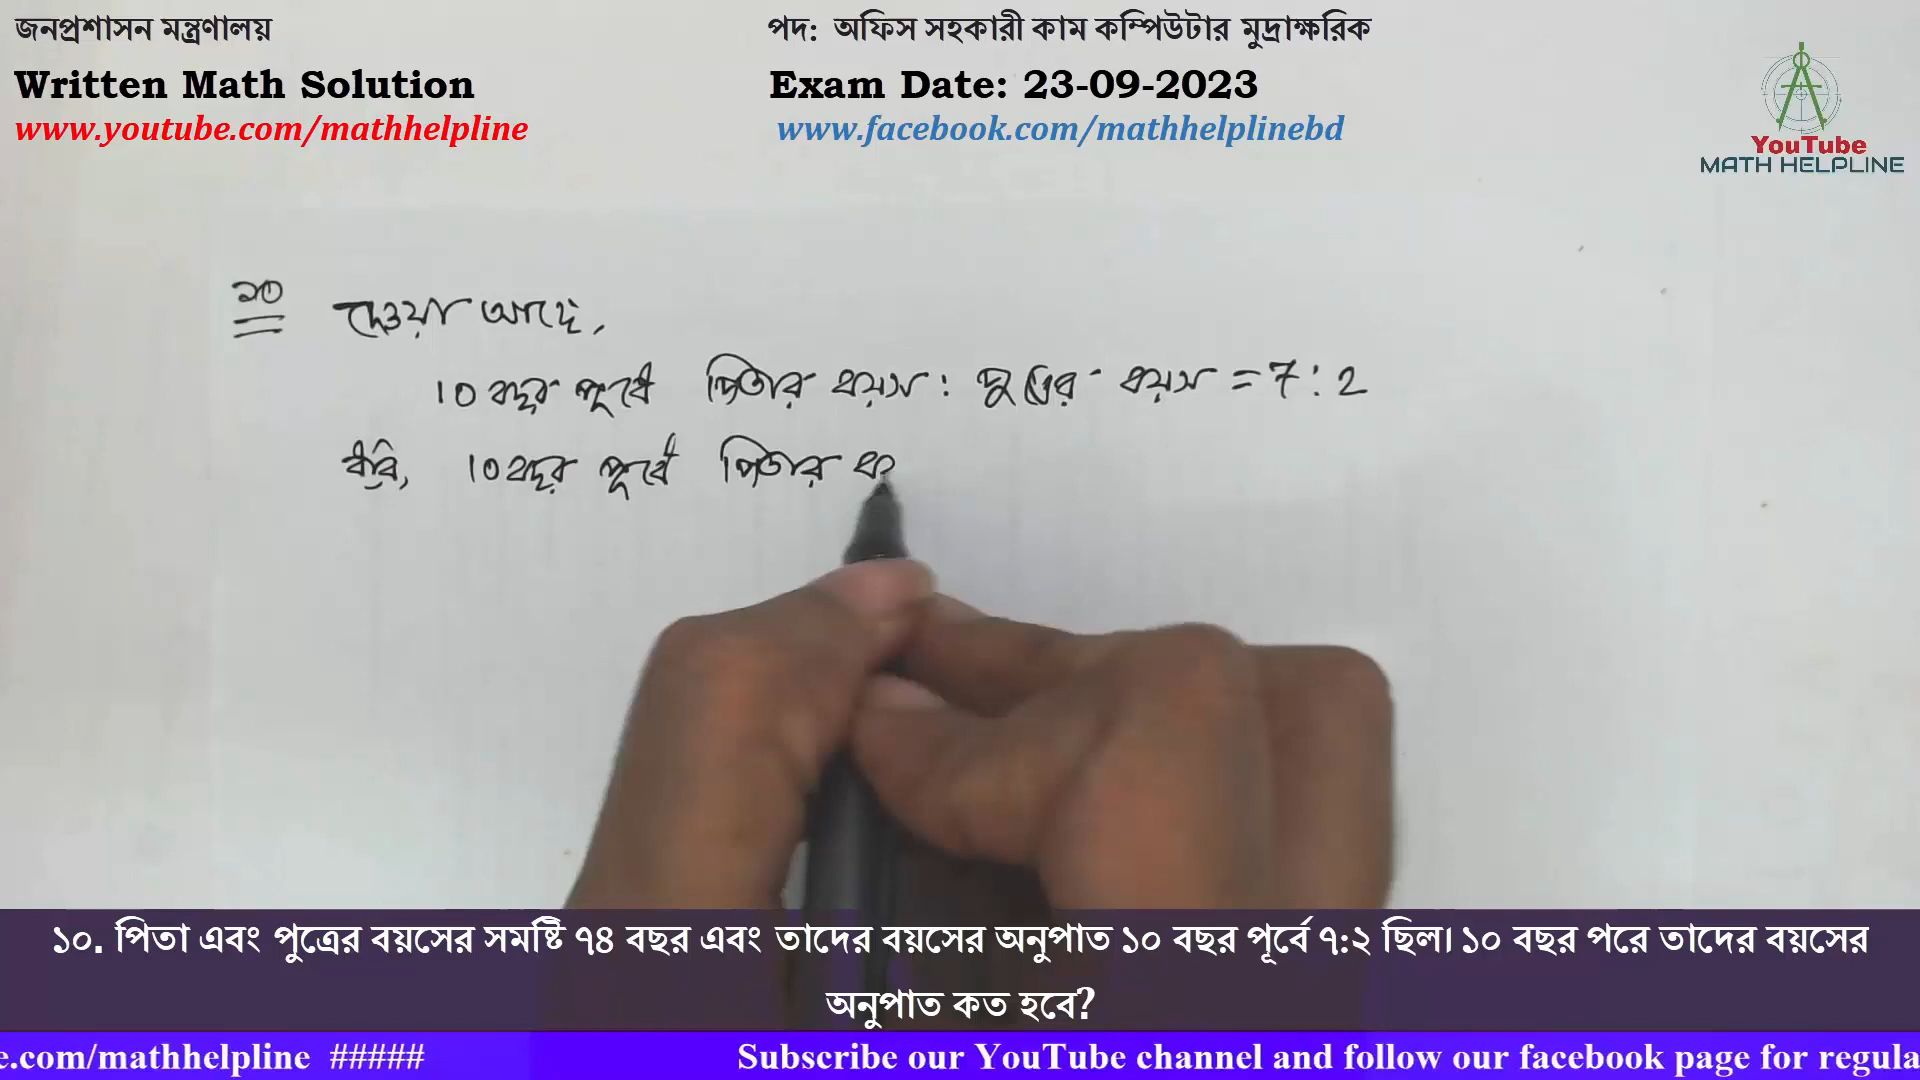 জনপ্রশাসন মন্ত্রণালয়
পদ: অফিস সহকারী কাম কম্পিউটার মুদ্রাক্ষরিক
Written Math Solution
Exam Date: 23-09-2023
www.youtube.com/mathhelpline
www.facebook.com/mathhelplinebd
YouTube
MATH HELPLINE
১০ দেওয়া আছে,
10 বছর পূর্বে পিতার বয়স : পুত্রের বয়স = 7 : 2
ধরি, 10 বছর পূর্বে পিতার
১০. পিতা এবং পুত্রের বয়সের সমষ্টি ৭৪ বছর এবং তাদের বয়সের অনুপাত ১০ বছর পূর্বে ৭:২ ছিল। ১০ বছর পরে তাদের বয়সের
অনুপাত কত হবে?
e.com/mathhelpline ##### Subscribe our YouTube channel and follow our facebook page for regula